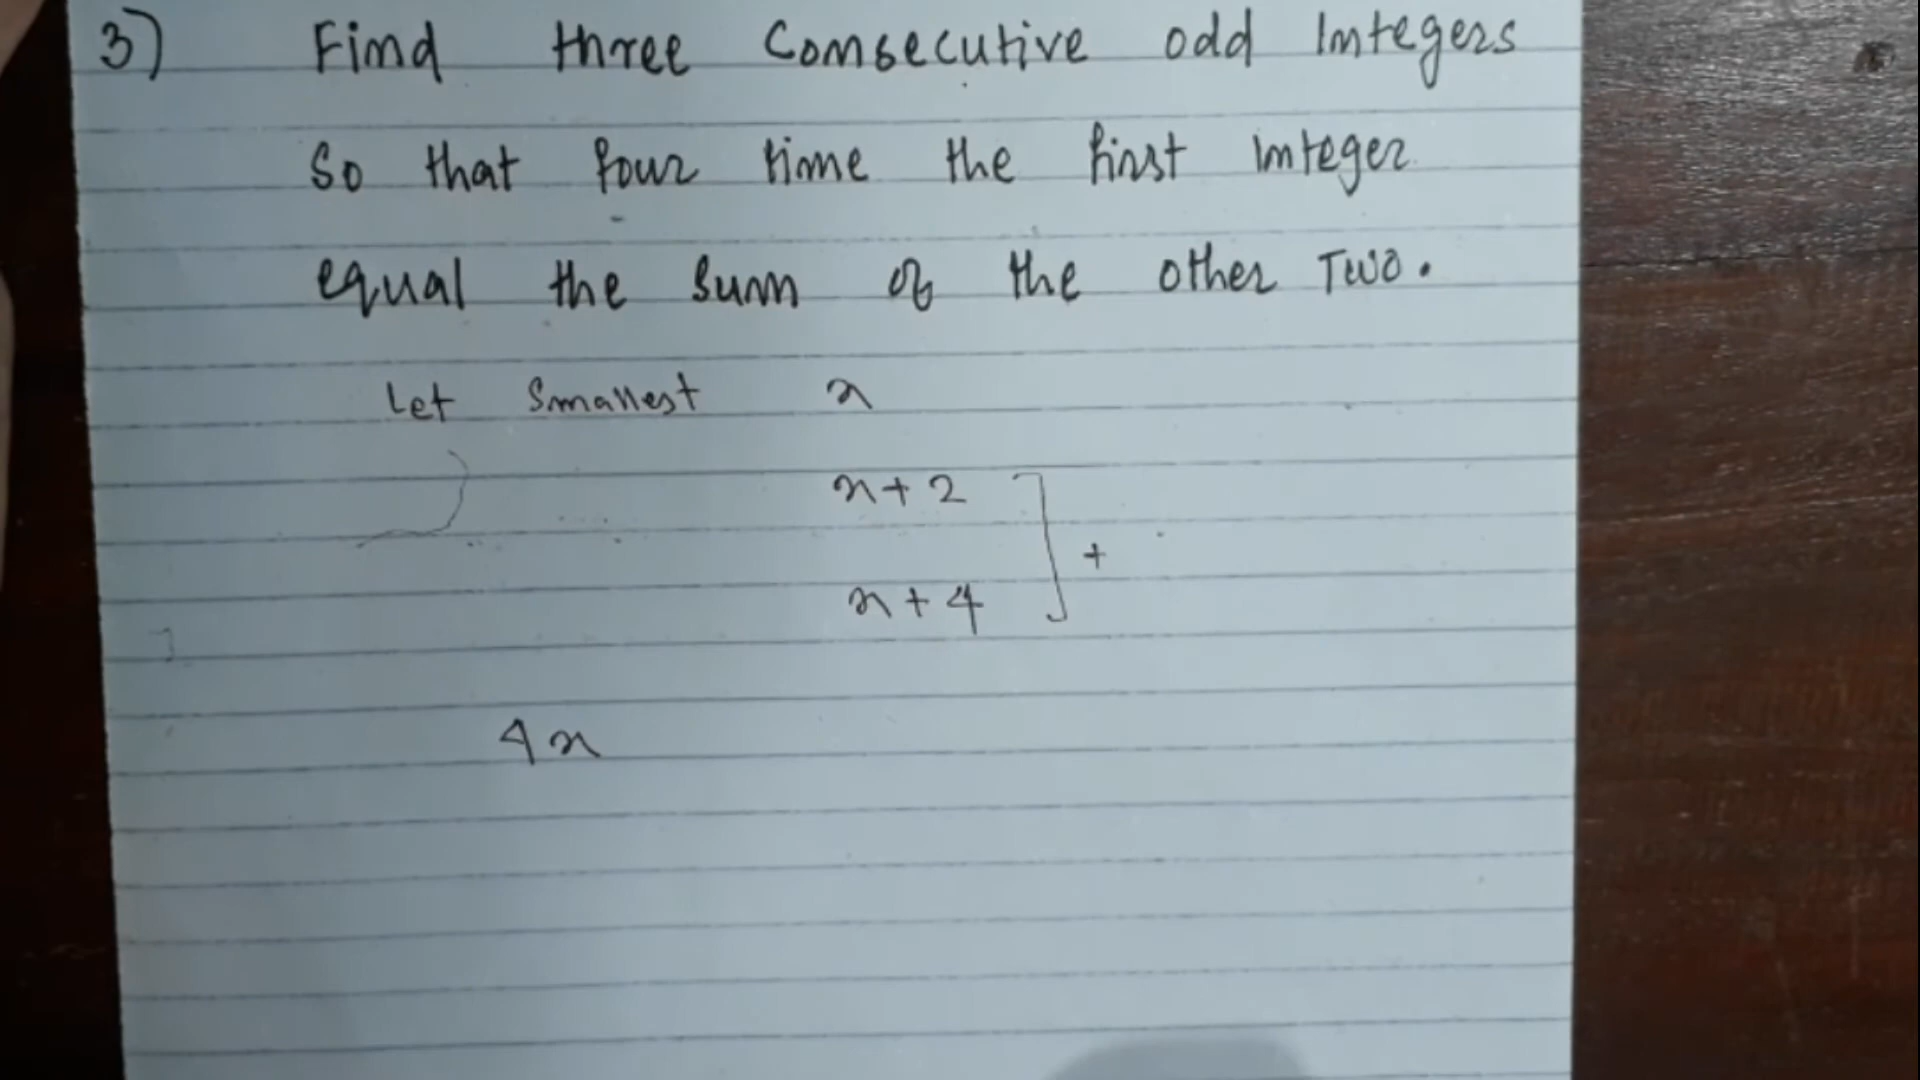 3) Find three Consecutive odd Integers
So that four time the first integer
equal the Sum of the other Two.
Let Smallest x
x + 2
+
x + 4
4x